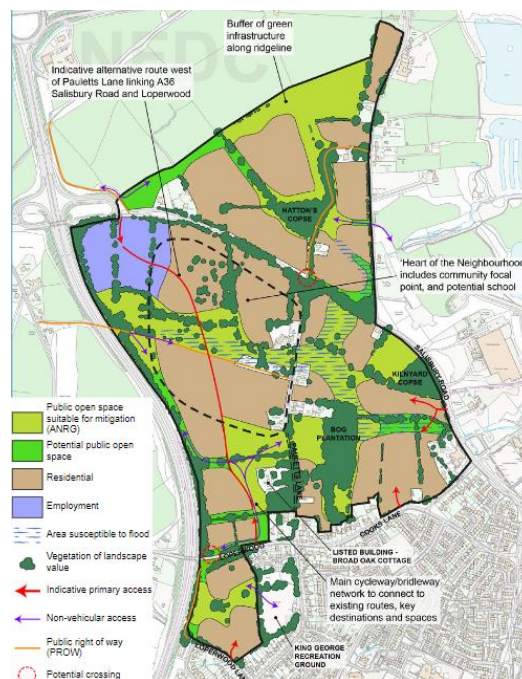 NFDC
Buffer of green
infrastructure
along ridgeline
Indicative alternative route west
of Pauletts Lane linking A36
Salisbury Road and Loperwood
HATTON'S
COPSE
'Heart of the Neighbourhood'
includes community focal
point, and potential school
SALISBURY ROAD
KILNYARD
COPSE
BOG
PLANTATION
PAULETTS LANE
COOKS LANE
LISTED BUILDING -
BROAD OAK COTTAGE
LOPERWOOD
Main cycleway/bridleway
network to connect to
existing routes, key
destinations and spaces
LOPERWOOD LANE
KING GEORGE
RECREATION
GROUND
Public open space
suitable for mitigation
(ANRG)
Potential public open
space
Residential
Employment
Area susceptible to flood
Vegetation of landscape
value
Indicative primary access
Non-vehicular access
Public right of way
(PROW)
Potential crossing